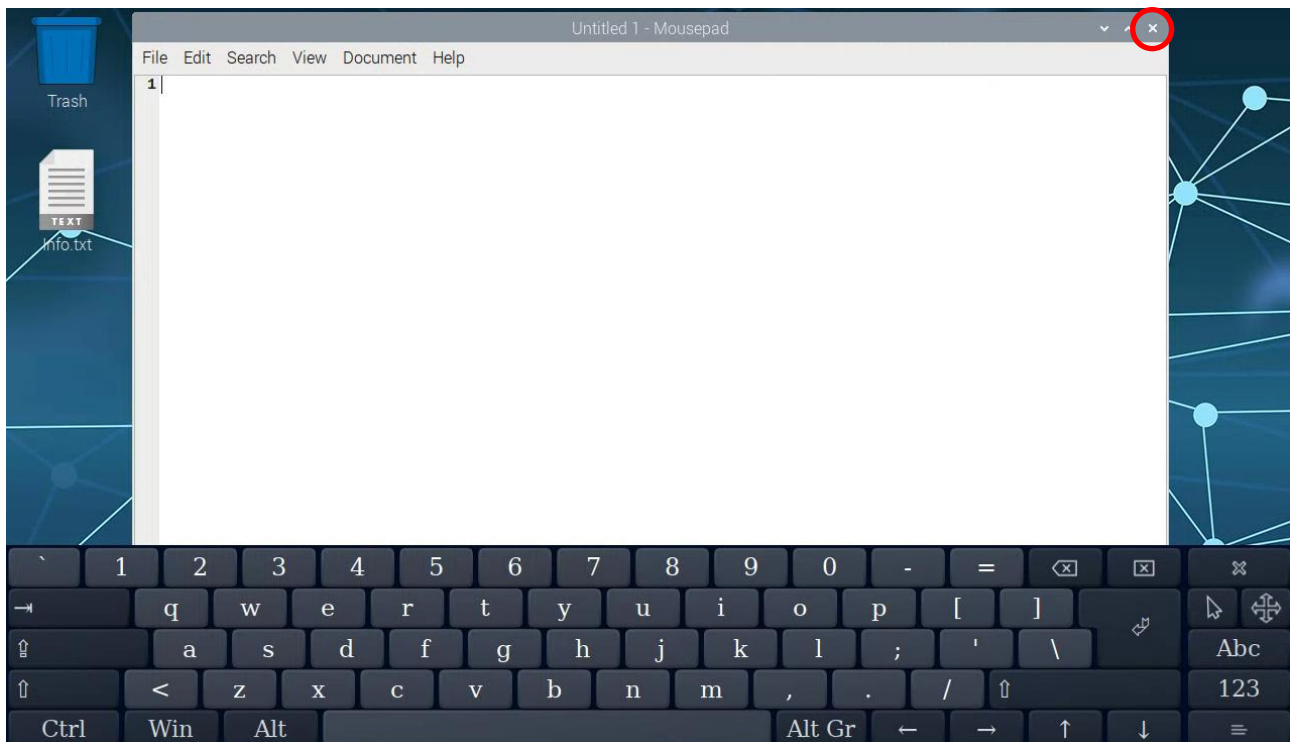 Untitled 1 - Mousepad
File Edit Search View Document Help
1
Trash
TEXT
Info.txt
` 1 2 3 4 5 6 7 8 9 0 - =
q w e r t y u i o p [ ]
a s d f g h j k l ; ' \ Abc
< z x c v b n m , . / 123
Ctrl Win Alt Alt Gr ← → ↑ ↓